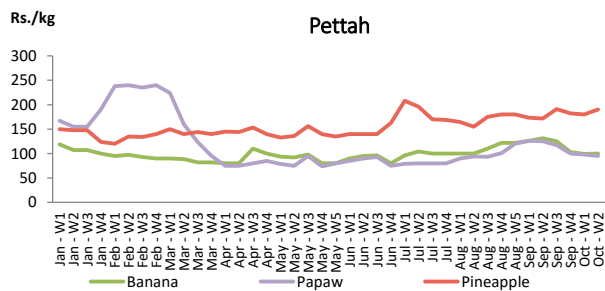 Rs./kg
Pettah
300
250
200
150
100
50
0
Jan - W1
Jan - W2
Jan - W3
Jan - W4
Feb - W1
Feb - W2
Feb - W3
Feb - W4
Mar - W1
Mar - W2
Mar - W3
Mar - W4
Apr - W1
Apr - W2
Apr - W3
Apr - W4
May - W1
May - W2
May - W3
May - W4
May - W5
Jun - W1
Jun - W2
Jun - W3
Jun - W4
Jul - W1
Jul - W2
Jul - W3
Jul - W4
Aug - W1
Aug - W2
Aug - W3
Aug - W4
Aug - W5
Sep - W1
Sep - W2
Sep - W3
Sep - W4
Oct - W1
Oct - W2
Banana
Papaw
Pineapple